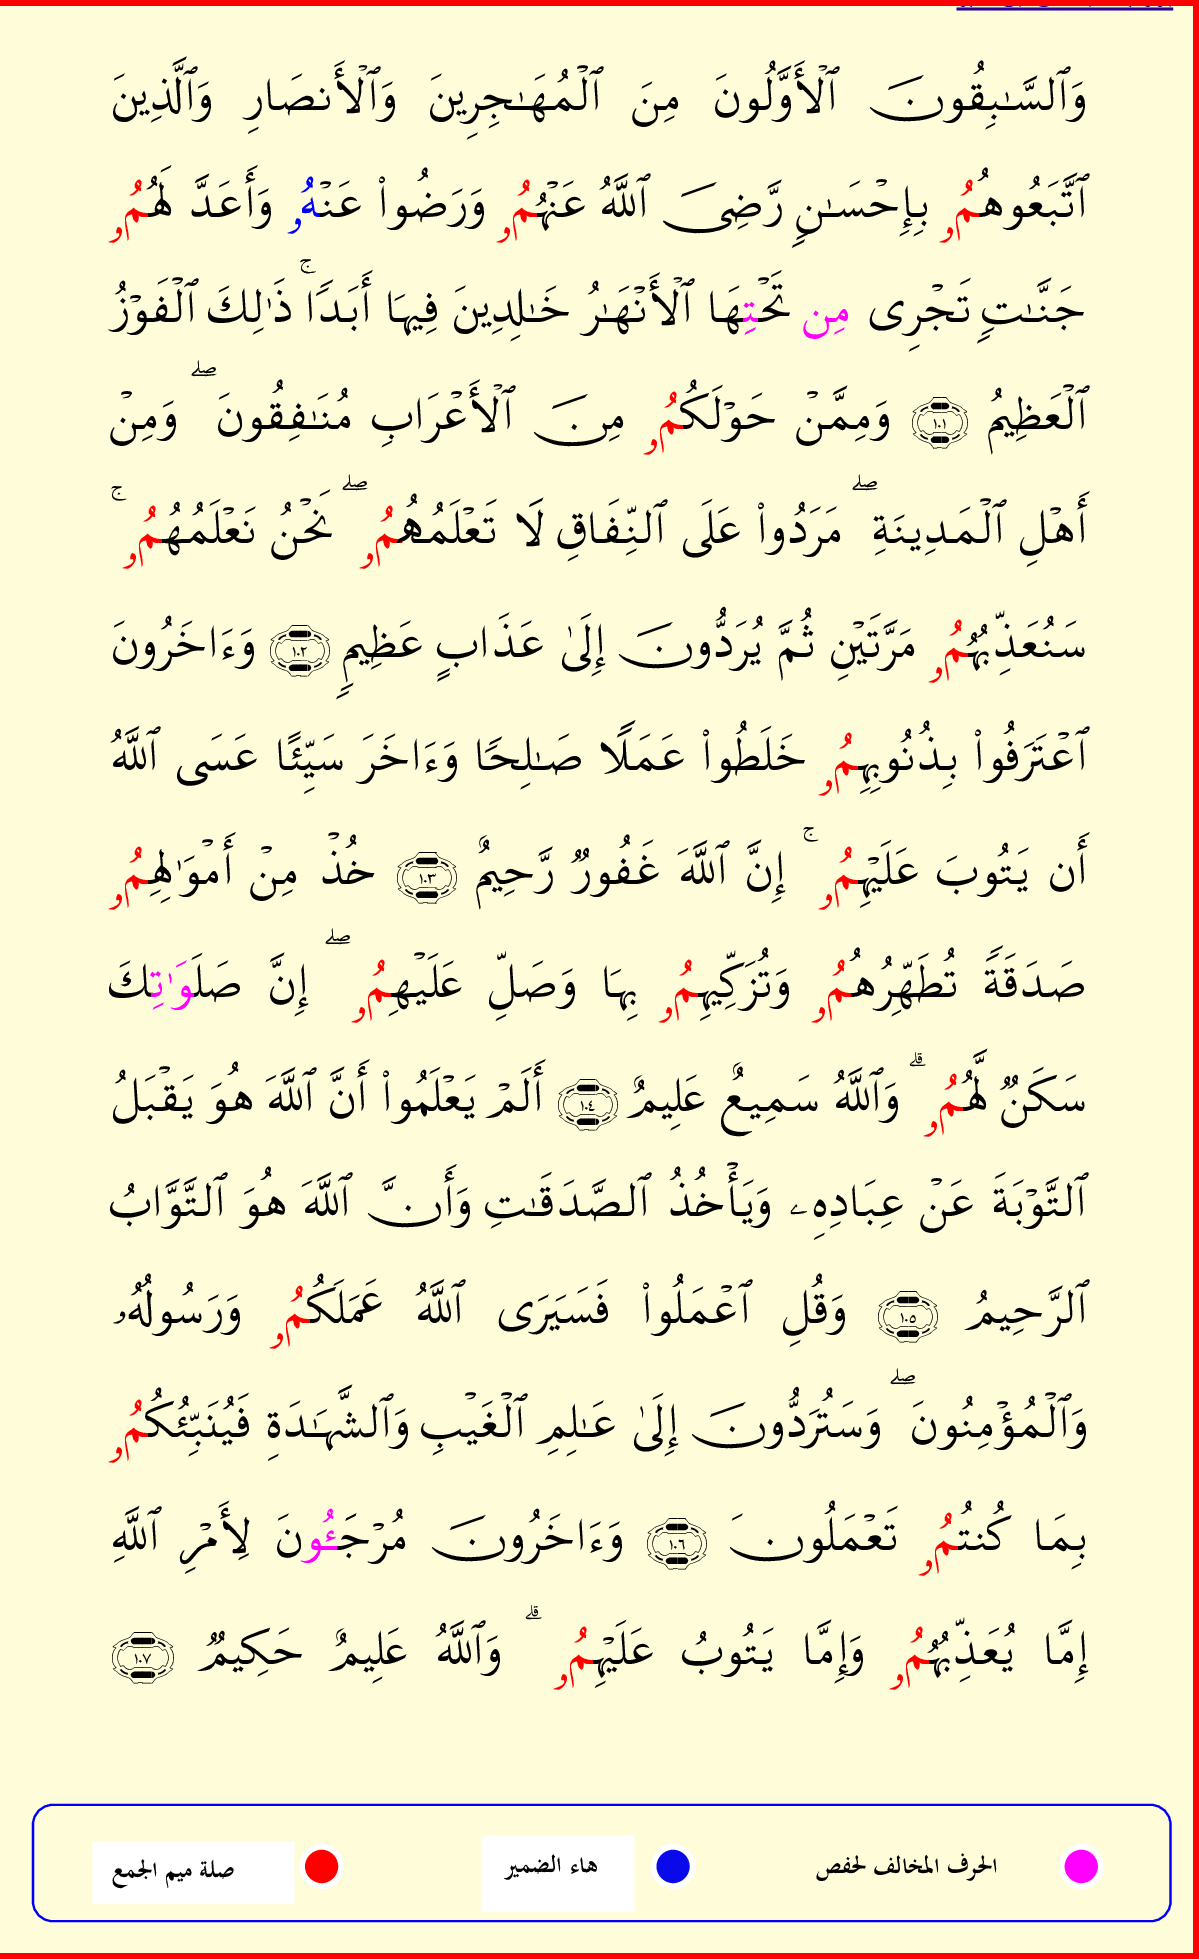 وَٱلسَّـٰبِقُونَ ٱلْأَوَّلُونَ مِنَ ٱلْمُهَـٰجِرِينَ وَٱلْأَنصَارِ وَٱلَّذِينَ
ٱتَّبَعُوهُمُۥ بِإِحْسَـٰنٍ رَّضِىَ ٱللَّهُ عَنْهُمُۥ وَرَضُوا۟ عَنْهُۥ وَأَعَدَّ لَهُمُۥ
جَنَّـٰتٍ تَجْرِى مِن تَحْتِهَا ٱلْأَنْهَـٰرُ خَـٰلِدِينَ فِيهَا أَبَدًا ۚ ذَٰلِكَ ٱلْفَوْزُ
ٱلْعَظِيمُ ١٠١ وَمِمَّنْ حَوْلَكُمُۥ مِنَ ٱلْأَعْرَابِ مُنَـٰفِقُونَ ۖ وَمِنْ
أَهْلِ ٱلْمَدِينَةِ ۖ مَرَدُوا۟ عَلَى ٱلنِّفَاقِ لَا تَعْلَمُهُمُۥ ۖ نَحْنُ نَعْلَمُهُمُۥ ۚ
سَنُعَذِّبُهُمُۥ مَرَّتَيْنِ ثُمَّ يُرَدُّونَ إِلَىٰ عَذَابٍ عَظِيمٍ ١٠٢ وَءَاخَرُونَ
ٱعْتَرَفُوا۟ بِذُنُوبِهِمُۥ خَلَطُوا۟ عَمَلًا صَـٰلِحًا وَءَاخَرَ سَيِّئًا عَسَى ٱللَّهُ
أَن يَتُوبَ عَلَيْهِمُۥ ۚ إِنَّ ٱللَّهَ غَفُورٌ رَّحِيمٌ ١٠٣ خُذْ مِنْ أَمْوَٰلِهِمُۥ
صَدَقَةً تُطَهِّرُهُمُۥ وَتُزَكِّيهِمُۥ بِهَا وَصَلِّ عَلَيْهِمُۥ ۖ إِنَّ صَلَوَٰتِكَ
سَكَنٌ لَّهُمُۥ ۗ وَٱللَّهُ سَمِيعٌ عَلِيمٌ ١٠٤ أَلَمْ يَعْلَمُوا۟ أَنَّ ٱللَّهَ هُوَ يَقْبَلُ
ٱلتَّوْبَةَ عَنْ عِبَادِهِۦ وَيَأْخُذُ ٱلصَّدَقَـٰتِ وَأَنَّ ٱللَّهَ هُوَ ٱلتَّوَّابُ
ٱلرَّحِيمُ ١٠٥ وَقُلِ ٱعْمَلُوا۟ فَسَيَرَى ٱللَّهُ عَمَلَكُمُۥ وَرَسُولُهُۥ
وَٱلْمُؤْمِنُونَ ۖ وَسَتُرَدُّونَ إِلَىٰ عَـٰلِمِ ٱلْغَيْبِ وَٱلشَّهَـٰدَةِ فَيُنَبِّئُكُمُۥ
بِمَا كُنتُمُۥ تَعْمَلُونَ ١٠٦ وَءَاخَرُونَ مُرْجَـُٔونَ لِأَمْرِ ٱللَّهِ
إِمَّا يُعَذِّبُهُمُۥ وَإِمَّا يَتُوبُ عَلَيْهِمُۥ ۗ وَٱللَّهُ عَلِيمٌ حَكِيمٌ ١٠٧
الحرف المخالف لحفص هاء الضمير صلة ميم الجمع